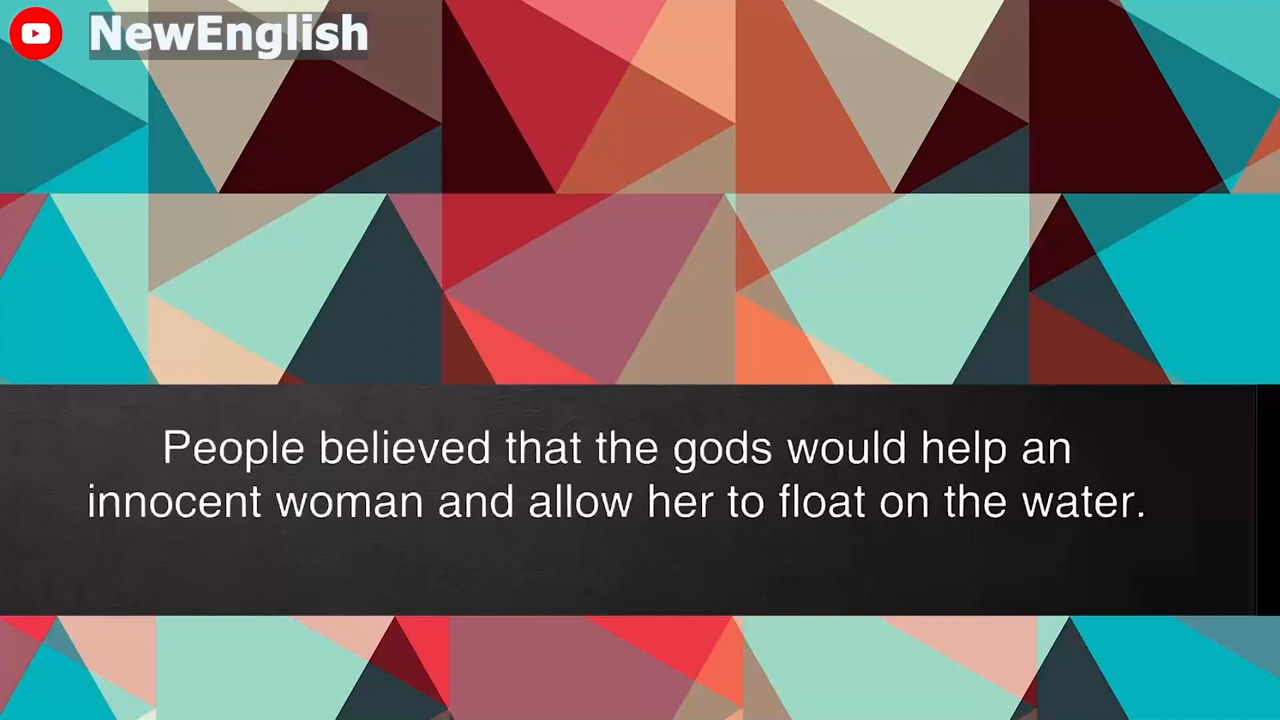 NewEnglish
People believed that the gods would help an
innocent woman and allow her to float on the water.